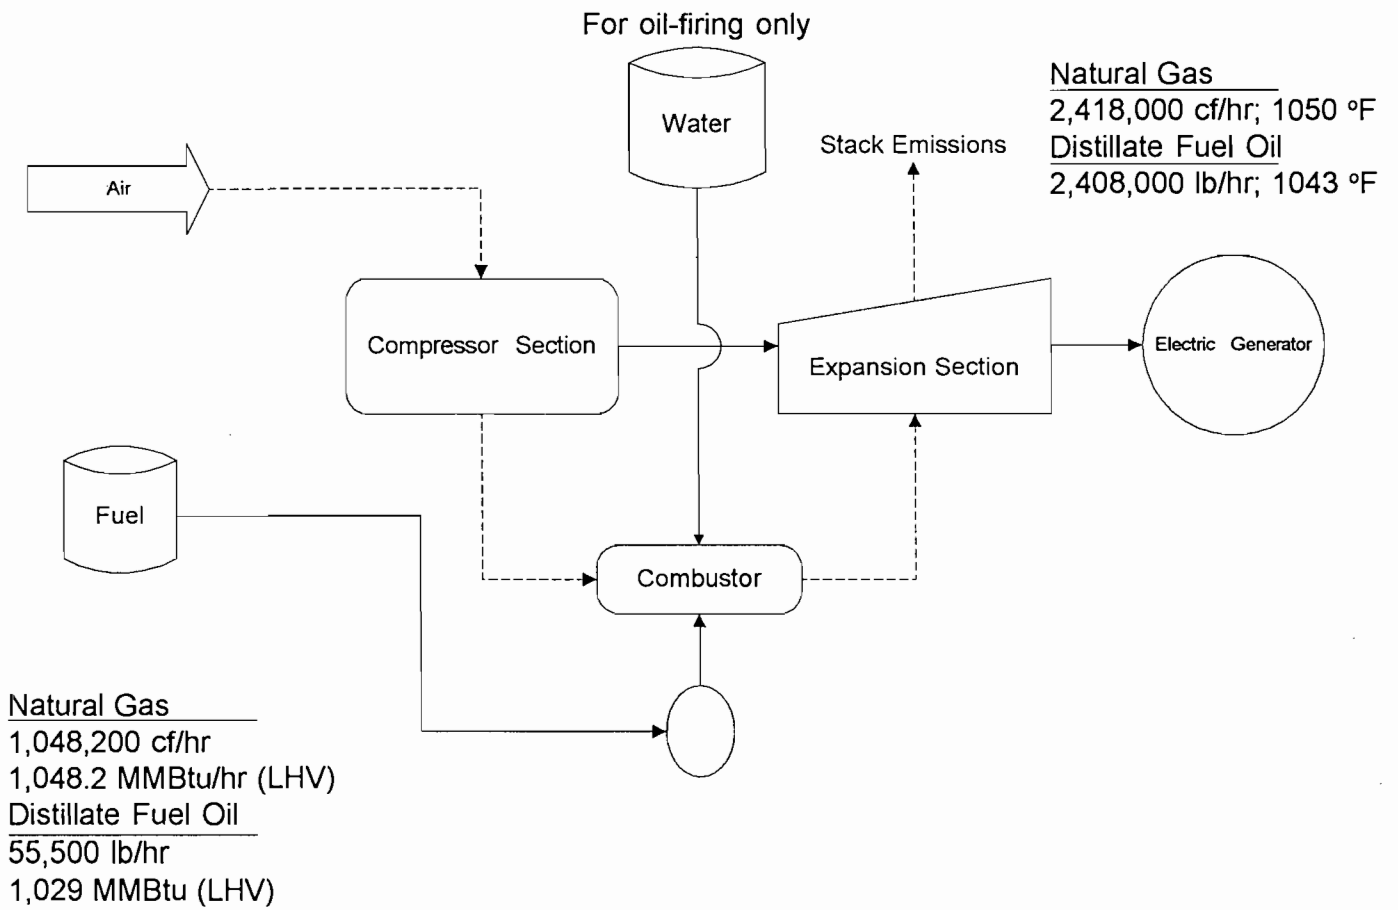 For oil-firing only
Water
Natural Gas
2,418,000 cf/hr; 1050 ºF
Distillate Fuel Oil
2,408,000 lb/hr; 1043 ºF
Stack Emissions
Air
Compressor Section
Expansion Section
Electric Generator
Fuel
Combustor
Natural Gas
1,048,200 cf/hr
1,048.2 MMBtu/hr (LHV)
Distillate Fuel Oil
55,500 lb/hr
1,029 MMBtu (LHV)